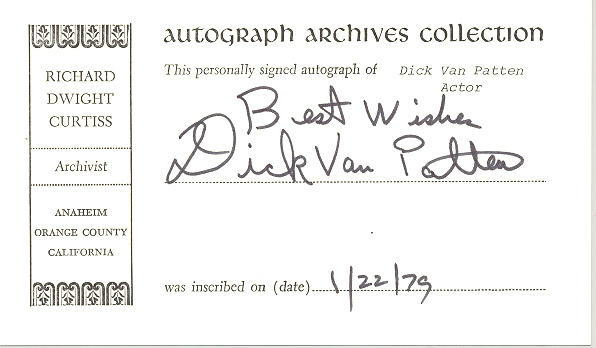 AUTOGRAPH ARCHIVES COLLECTION
RICHARD
DWIGHT
CURTISS
Archivist
ANAHEIM
ORANGE COUNTY
CALIFORNIA
This personally signed autograph of Dick Van Patten
Actor
Best Wishes
Dick Van Patten
was inscribed on (date) 1/22/79